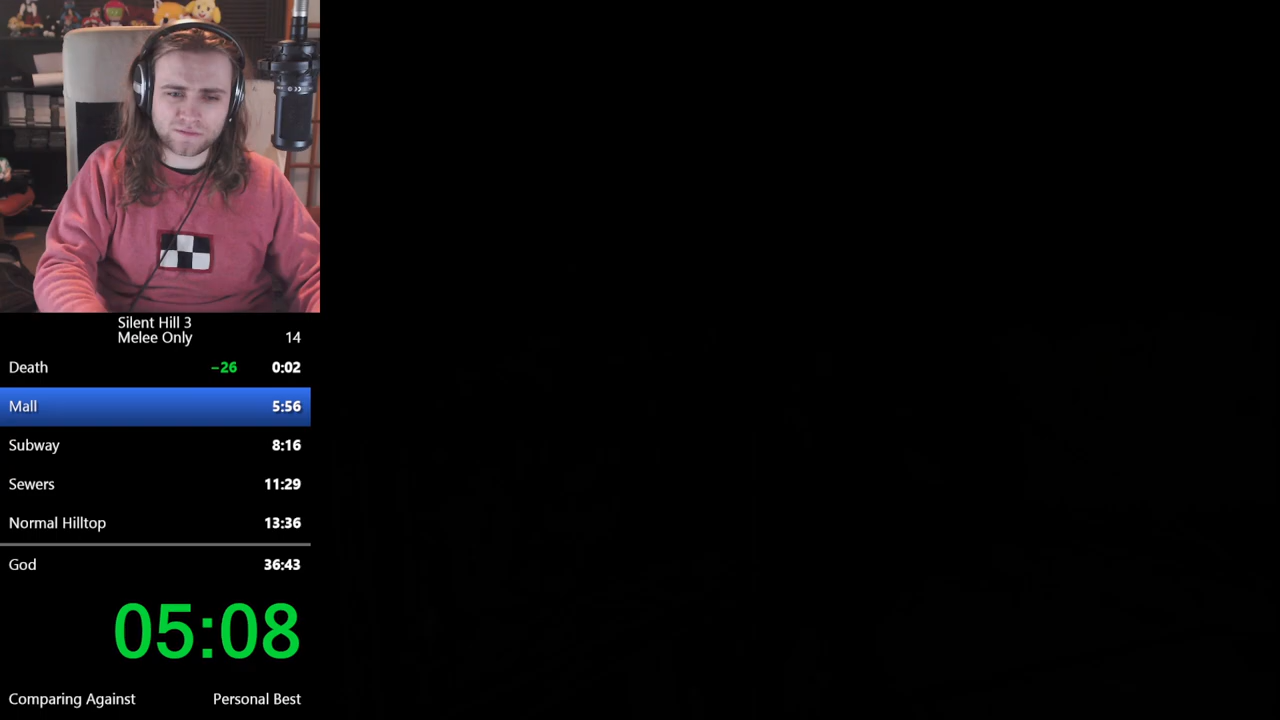 Silent Hill 3
Melee Only 14
Death −26 0:02
Mall 5:56
Subway 8:16
Sewers 11:29
Normal Hilltop 13:36
God 36:43
05:08
Comparing Against Personal Best